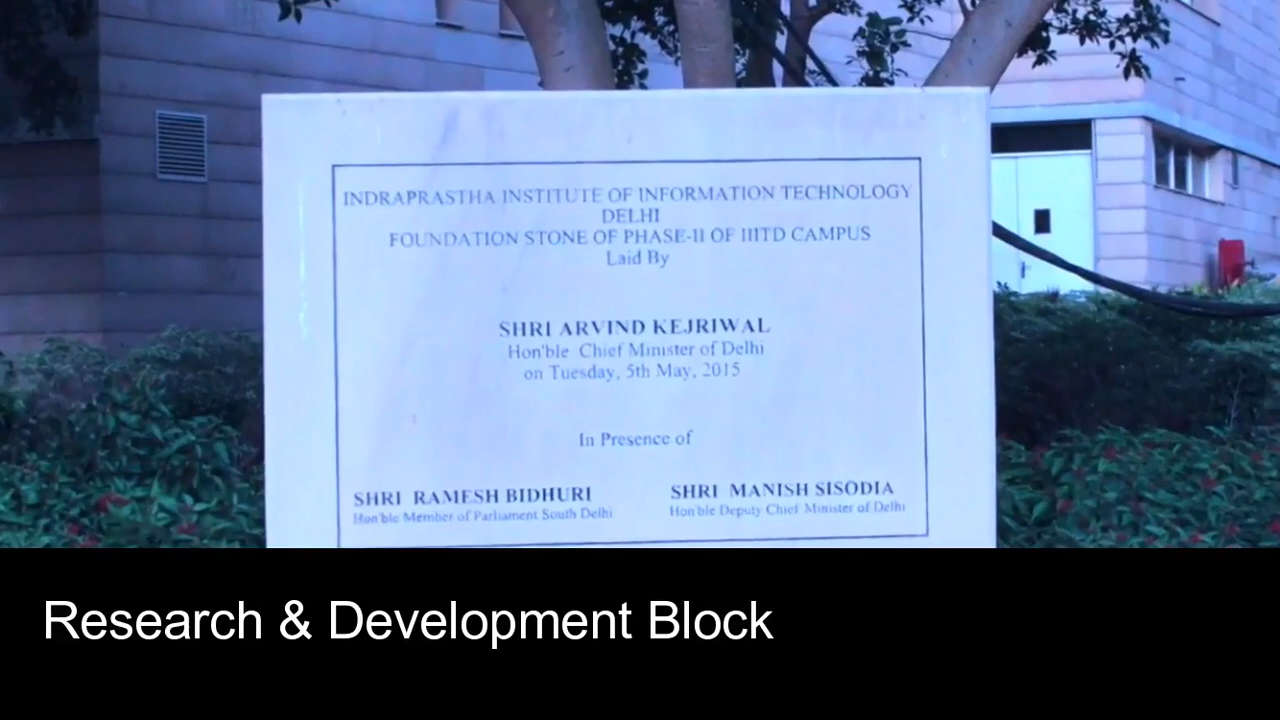 INDRAPRASTHA INSTITUTE OF INFORMATION TECHNOLOGY
DELHI
FOUNDATION STONE OF PHASE-II OF IIITD CAMPUS
Laid By
SHRI ARVIND KEJRIWAL
Hon'ble Chief Minister of Delhi
on Tuesday, 5th May, 2015
In Presence of
SHRI RAMESH BIDHURI
Hon'ble Member of Parliament South Delhi
SHRI MANISH SISODIA
Hon'ble Deputy Chief Minister of Delhi
Research & Development Block